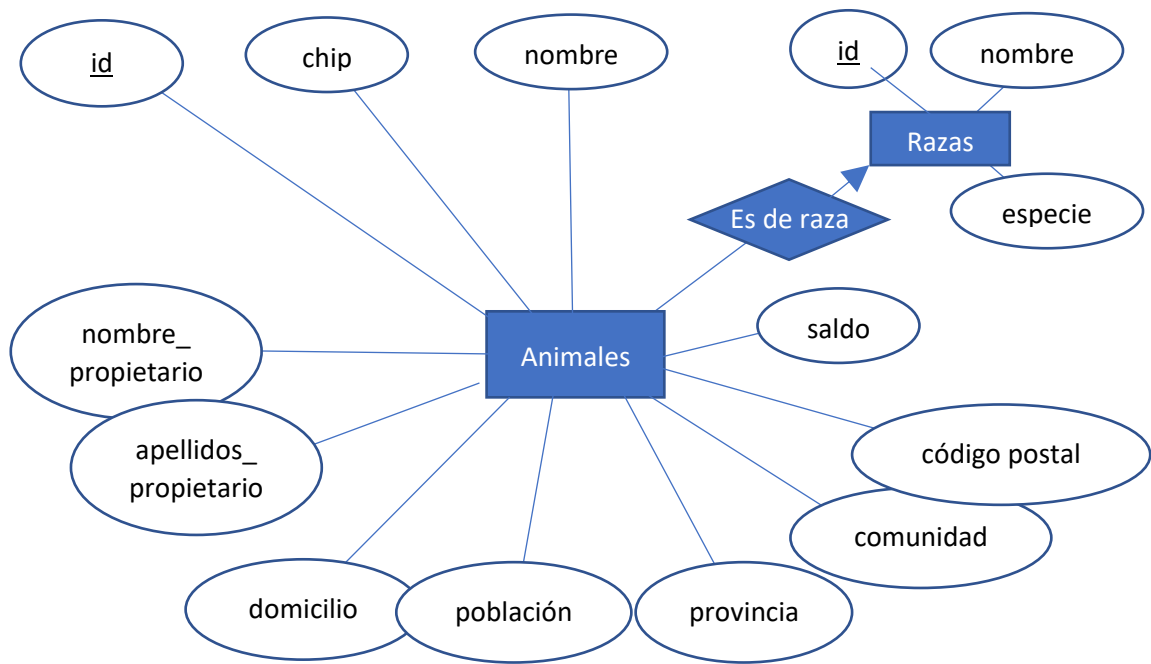 id
chip
nombre
id
nombre
Razas
Es de raza
especie
nombre_
propietario
Animales
saldo
apellidos_
propietario
código postal
comunidad
domicilio
población
provincia